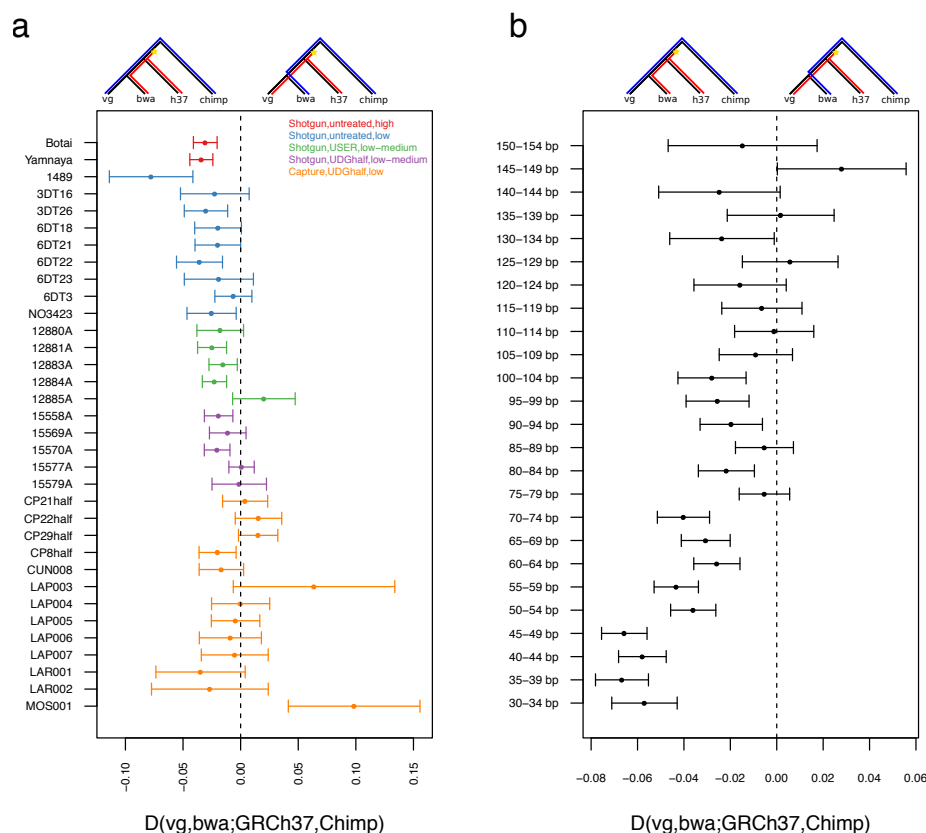 a
b
vg bwa h37 chimp
vg bwa h37 chimp
vg bwa h37 chimp
vg bwa h37 chimp
Shotgun,untreated,high
Shotgun,untreated,low
Shotgun,USER,low−medium
Shotgun,UDGhalf,low−medium
Capture,UDGhalf,low
Botai
Yamnaya
1489
3DT16
3DT26
6DT18
6DT21
6DT22
6DT23
6DT3
NO3423
12880A
12881A
12883A
12884A
12885A
15558A
15569A
15570A
15577A
15579A
CP21half
CP22half
CP29half
CP8half
CUN008
LAP003
LAP004
LAP005
LAP006
LAP007
LAR001
LAR002
MOS001
−0.10 −0.05 0.00 0.05 0.10 0.15
D(vg,bwa;GRCh37,Chimp)
150−154 bp
145−149 bp
140−144 bp
135−139 bp
130−134 bp
125−129 bp
120−124 bp
115−119 bp
110−114 bp
105−109 bp
100−104 bp
95−99 bp
90−94 bp
85−89 bp
80−84 bp
75−79 bp
70−74 bp
65−69 bp
60−64 bp
55−59 bp
50−54 bp
45−49 bp
40−44 bp
35−39 bp
30−34 bp
−0.08 −0.06 −0.04 −0.02 0.00 0.02 0.04 0.06
D(vg,bwa;GRCh37,Chimp)